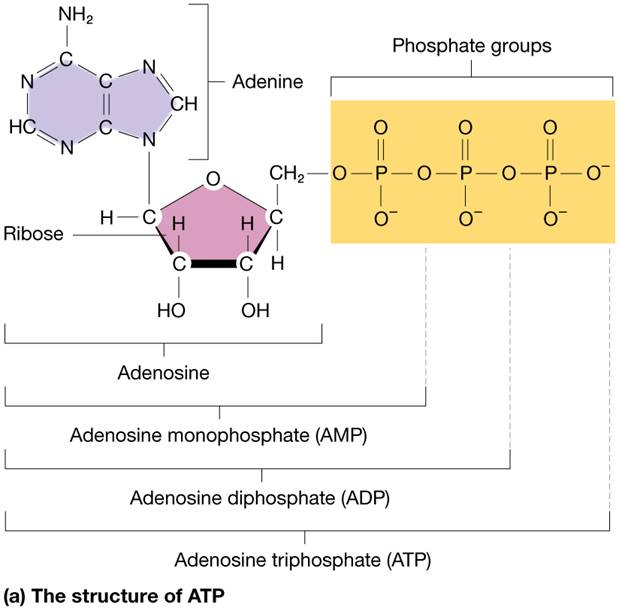 NH₂
Phosphate groups
C
N
C
N
Adenine
CH
HC
C
N
N
O
O
O
CH₂
O
P
O
P
O
P
O⁻
O
O⁻
O⁻
O⁻
H
C
H
H
C
Ribose
C
C
H
HO
OH
Adenosine
Adenosine monophosphate (AMP)
Adenosine diphosphate (ADP)
Adenosine triphosphate (ATP)
(a) The structure of ATP